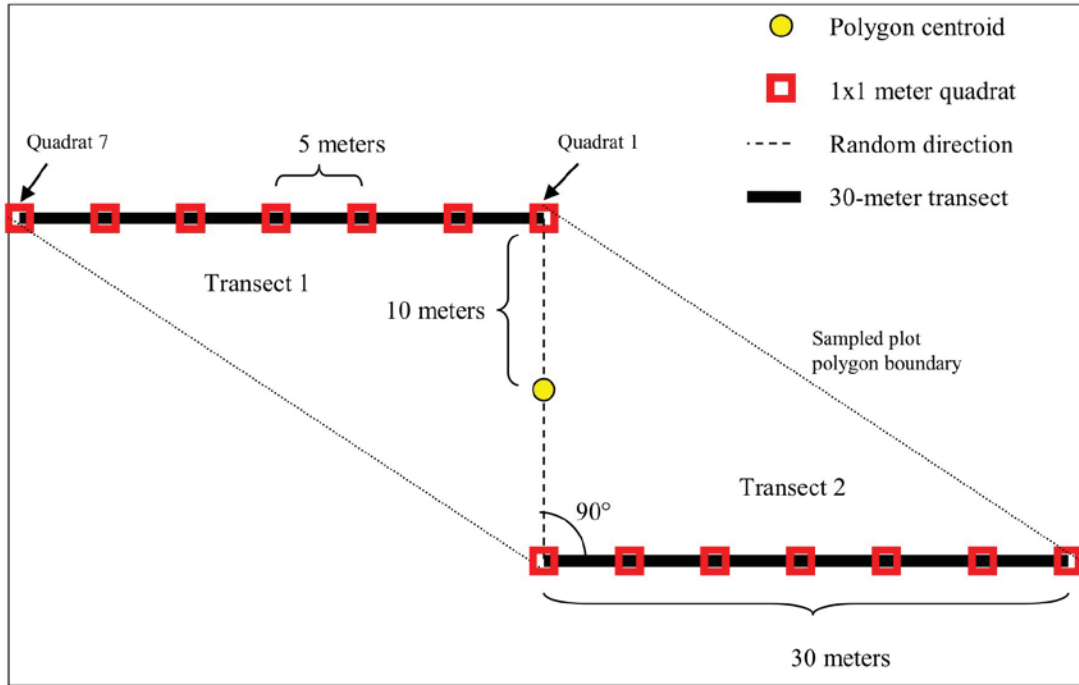 Polygon centroid
1x1 meter quadrat
Random direction
30-meter transect
Quadrat 7
5 meters
Quadrat 1
Transect 1
10 meters
Sampled plot
polygon boundary
Transect 2
90°
30 meters